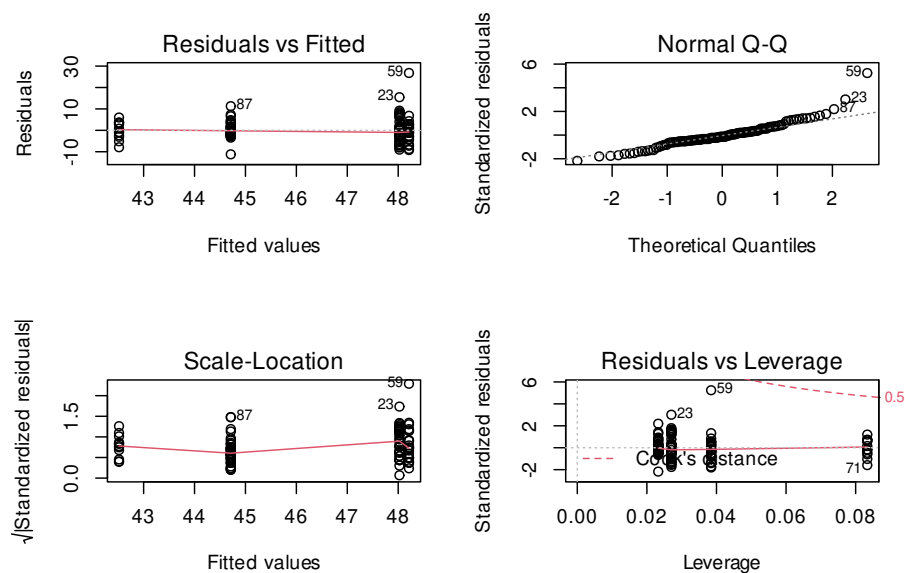 Residuals vs Fitted
Residuals
30
10
-10
59
23
87
43 44 45 46 47 48
Fitted values
Normal Q-Q
Standardized residuals
6
2
-2
59
23
87
-2 -1 0 1 2
Theoretical Quantiles
Scale-Location
√|Standardized residuals|
1.5
0.0
59
23
87
43 44 45 46 47 48
Fitted values
Residuals vs Leverage
Standardized residuals
6
2
-2
59
23
0.5
Cook's distance
71
0.00 0.02 0.04 0.06 0.08
Leverage